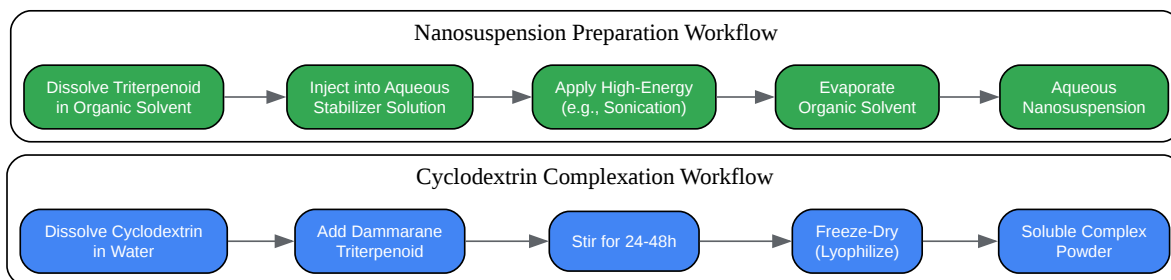 Nanosuspension Preparation Workflow
Dissolve Triterpenoid
in Organic Solvent
Inject into Aqueous
Stabilizer Solution
Apply High-Energy
(e.g., Sonication)
Evaporate
Organic Solvent
Aqueous
Nanosuspension
Cyclodextrin Complexation Workflow
Dissolve Cyclodextrin
in Water
Add Dammarane
Triterpenoid
Stir for 24-48h
Freeze-Dry
(Lyophilize)
Soluble Complex
Powder